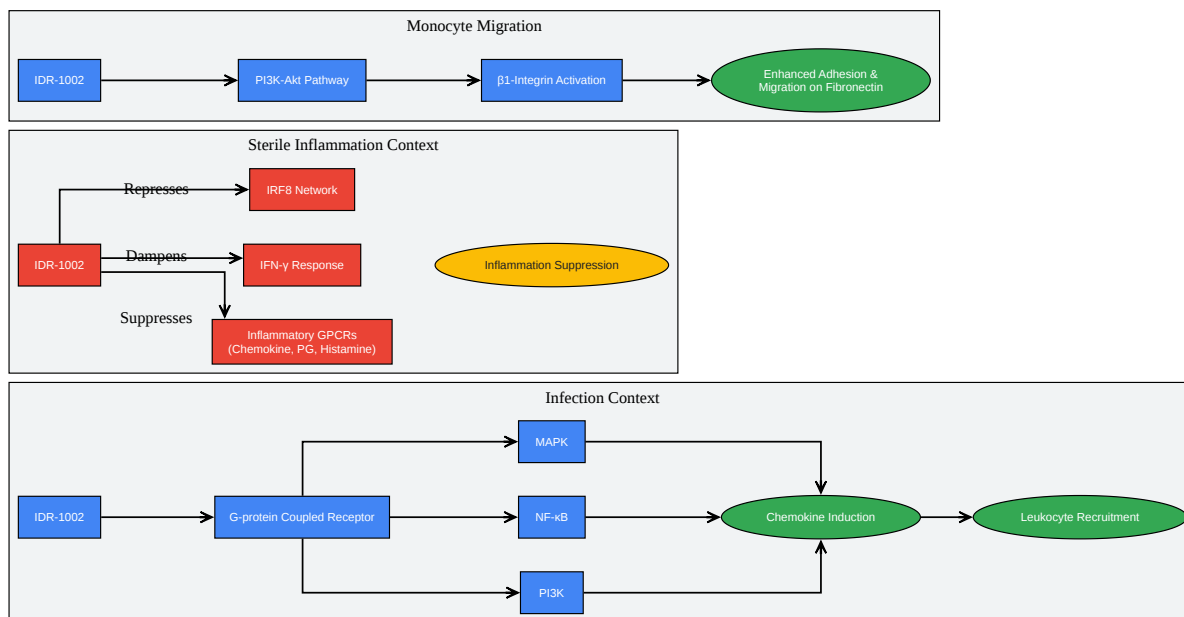 Monocyte Migration
IDR-1002
PI3K-Akt Pathway
β1-Integrin Activation
Enhanced Adhesion &
Migration on Fibronectin
Sterile Inflammation Context
Represses
IRF8 Network
IDR-1002
Dampens
IFN-γ Response
Inflammation Suppression
Suppresses
Inflammatory GPCRs
(Chemokine, PG, Histamine)
Infection Context
MAPK
IDR-1002
G-protein Coupled Receptor
NF-κB
Chemokine Induction
Leukocyte Recruitment
PI3K